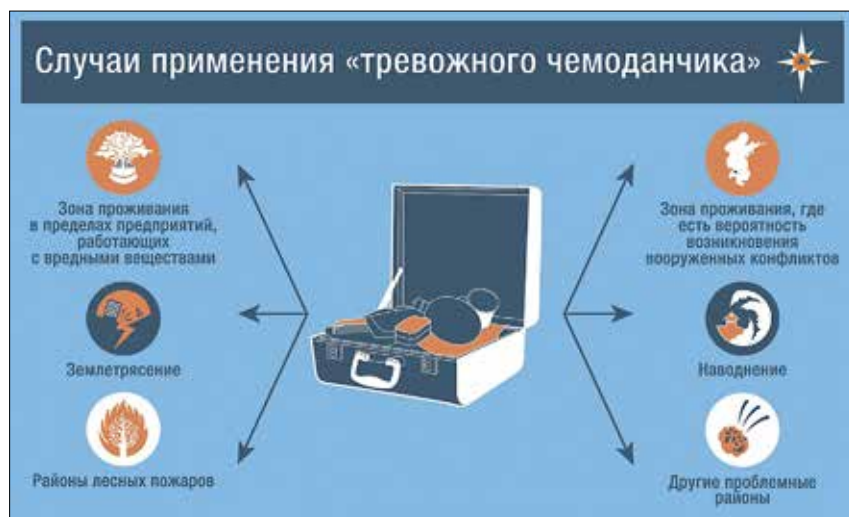 Случаи применения «тревожного чемоданчика»
Зона проживания
в пределах предприятий,
работающих
с вредными веществами
Землетрясение
Районы лесных пожаров
Зона проживания, где
есть вероятность
возникновения
вооруженных конфликтов
Наводнение
Другие проблемные
районы